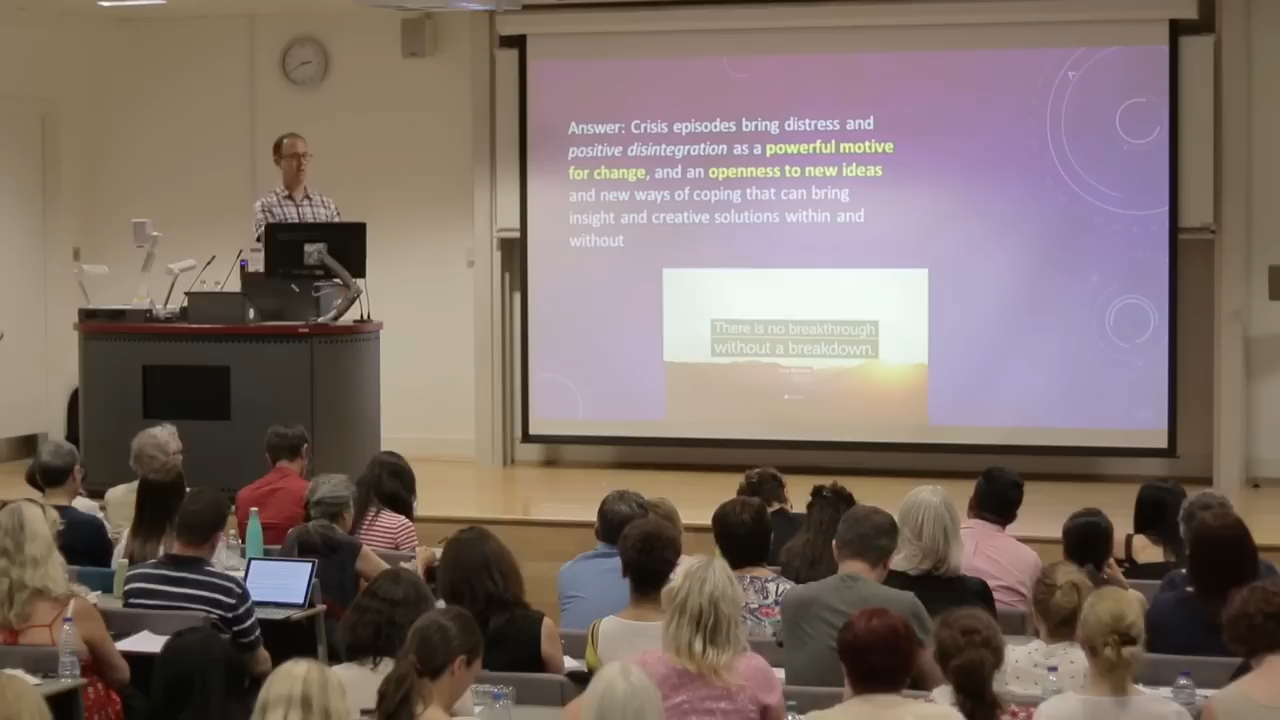 Answer: Crisis episodes bring distress and
positive disintegration as a powerful motive
for change, and an openness to new ideas
and new ways of coping that can bring
insight and creative solutions within and
without
There is no breakthrough
without a breakdown.